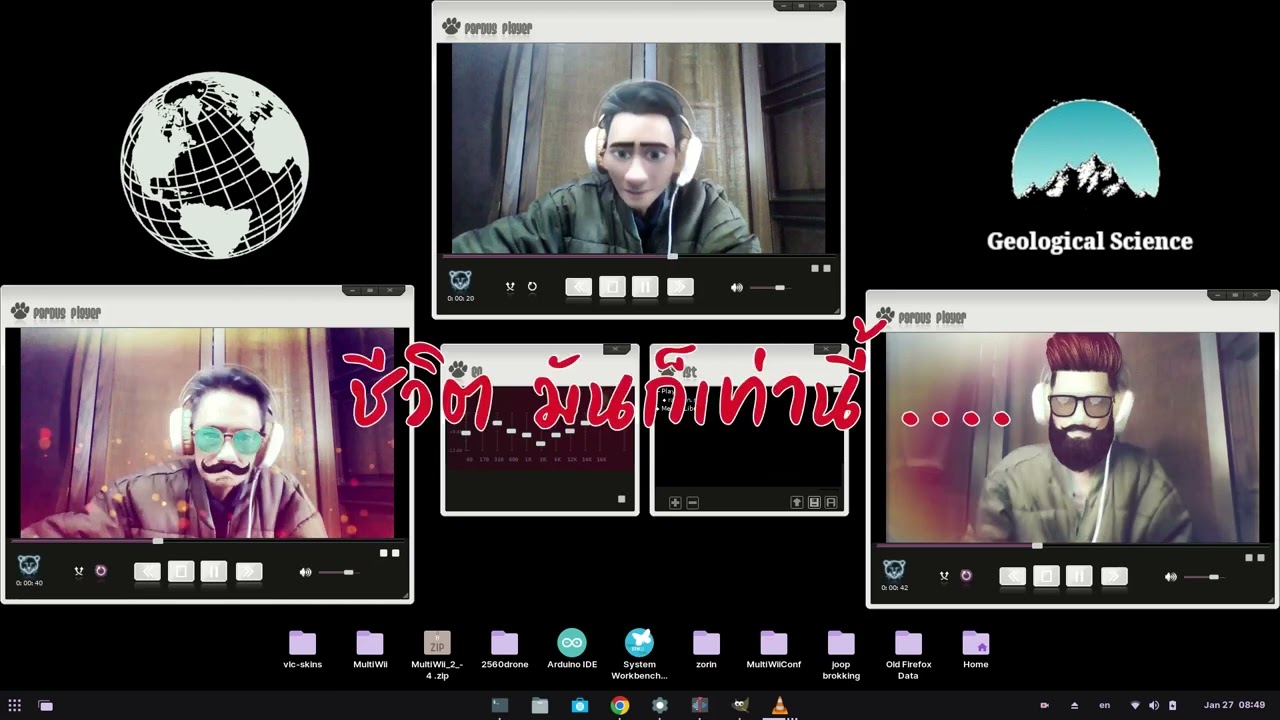 pardus player
Geological Science
0:00:20
pardus player
pardus player
ชีวิต มันก็เท่านี้ ....
60 170 310 600 1K 3K 6K 12K 14K 16K
0:00:40
0:00:42
vlc-skins
MultiWii
MultiWii_2_-4 .zip
2560drone
Arduino IDE
System Workbench...
zorin
MultiWiiConf
joop brokking
Old Firefox Data
Home
en
Jan 27 08:49